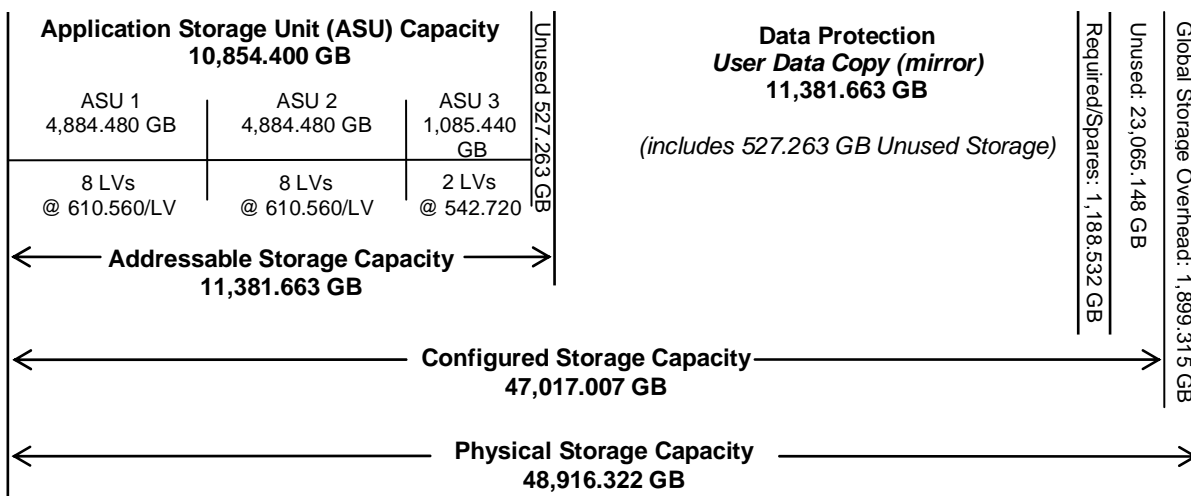 Application Storage Unit (ASU) Capacity
10,854.400 GB
ASU 1
4,884.480 GB
ASU 2
4,884.480 GB
ASU 3
1,085.440
GB
8 LVs
@ 610.560/LV
8 LVs
@ 610.560/LV
2 LVs
@ 542.720
Unused 527.263 GB
Data Protection
User Data Copy (mirror)
11,381.663 GB
(includes 527.263 GB Unused Storage)
Required/Spares: 1,188.532 GB
Unused: 23,065.148 GB
Global Storage Overhead: 1,899.315 GB
Addressable Storage Capacity
11,381.663 GB
Configured Storage Capacity
47,017.007 GB
Physical Storage Capacity
48,916.322 GB